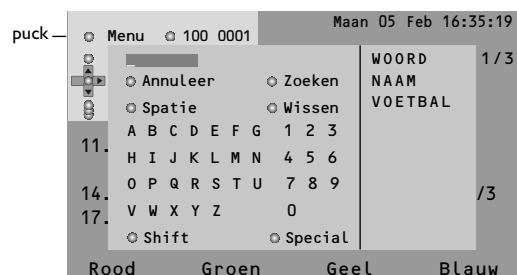 Maan 05 Feb 16:35:19
puck
Menu 100 0001
WOORD 1/3
Annuleer Zoeken NAAM
Spatie Wissen VOETBAL
A B C D E F G 1 2 3
11.
H I J K L M N 4 5 6
O P Q R S T U 7 8 9
14. /3
V W X Y Z 0
17.
Shift Special
Rood Groen Geel Blauw